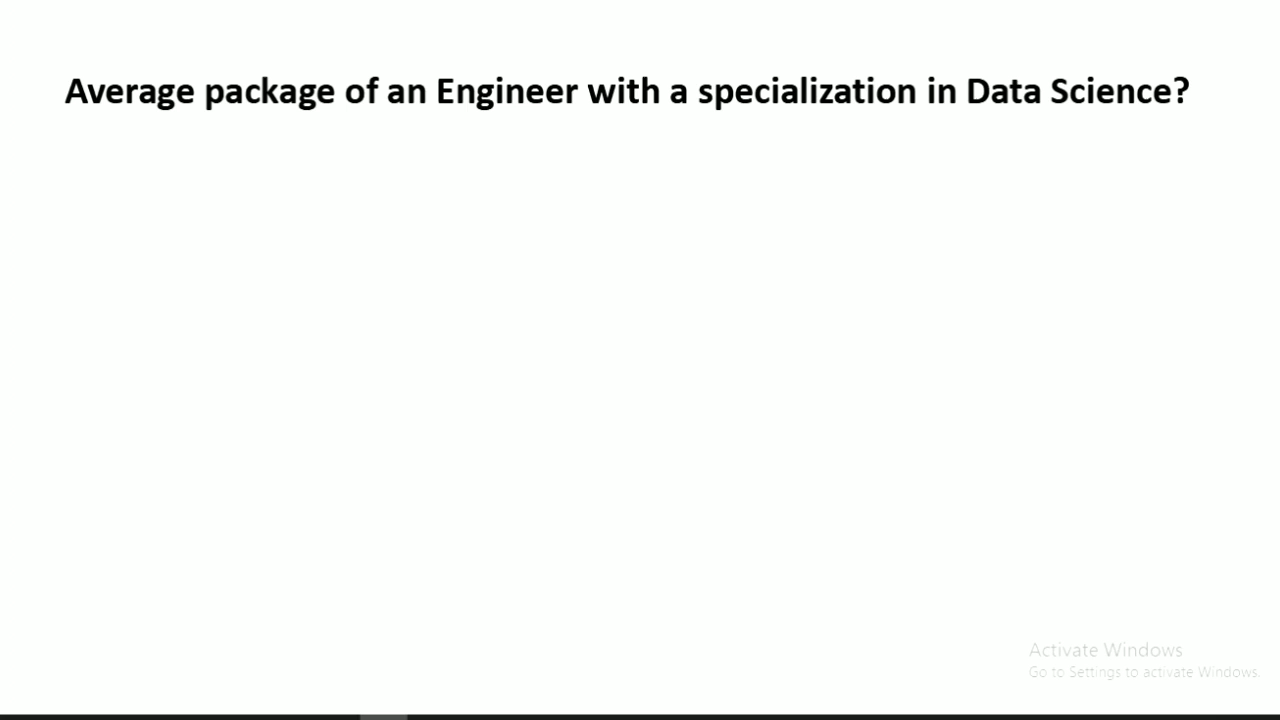 Average package of an Engineer with a specialization in Data Science?
Activate Windows
Go to Settings to activate Windows.